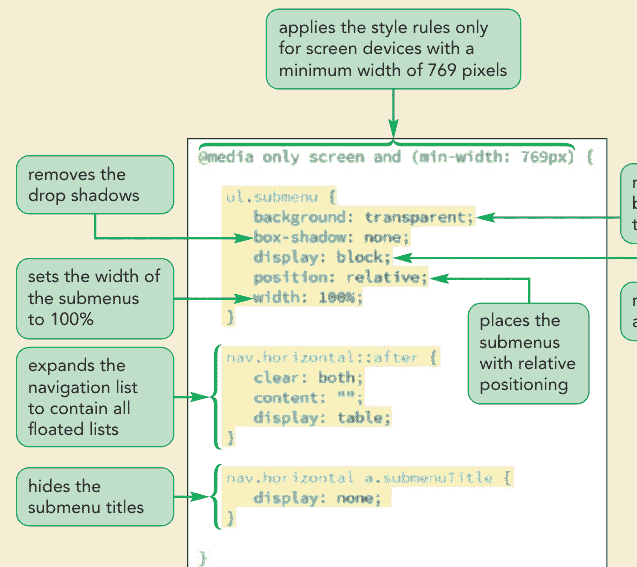 applies the style rules only
for screen devices with a
minimum width of 769 pixels
@media only screen and (min-width: 769px) {
removes the
drop shadows
ul.submenu {
background: transparent;
box-shadow: none;
display: block;
position: relative;
width: 100%;
}
sets the width of
the submenus
to 100%
places the
submenus
with relative
positioning
expands the
navigation list
to contain all
floated lists
nav.horizontal::after {
clear: both;
content: "";
display: table;
}
hides the
submenu titles
nav.horizontal a.submenuTitle {
display: none;
}
}